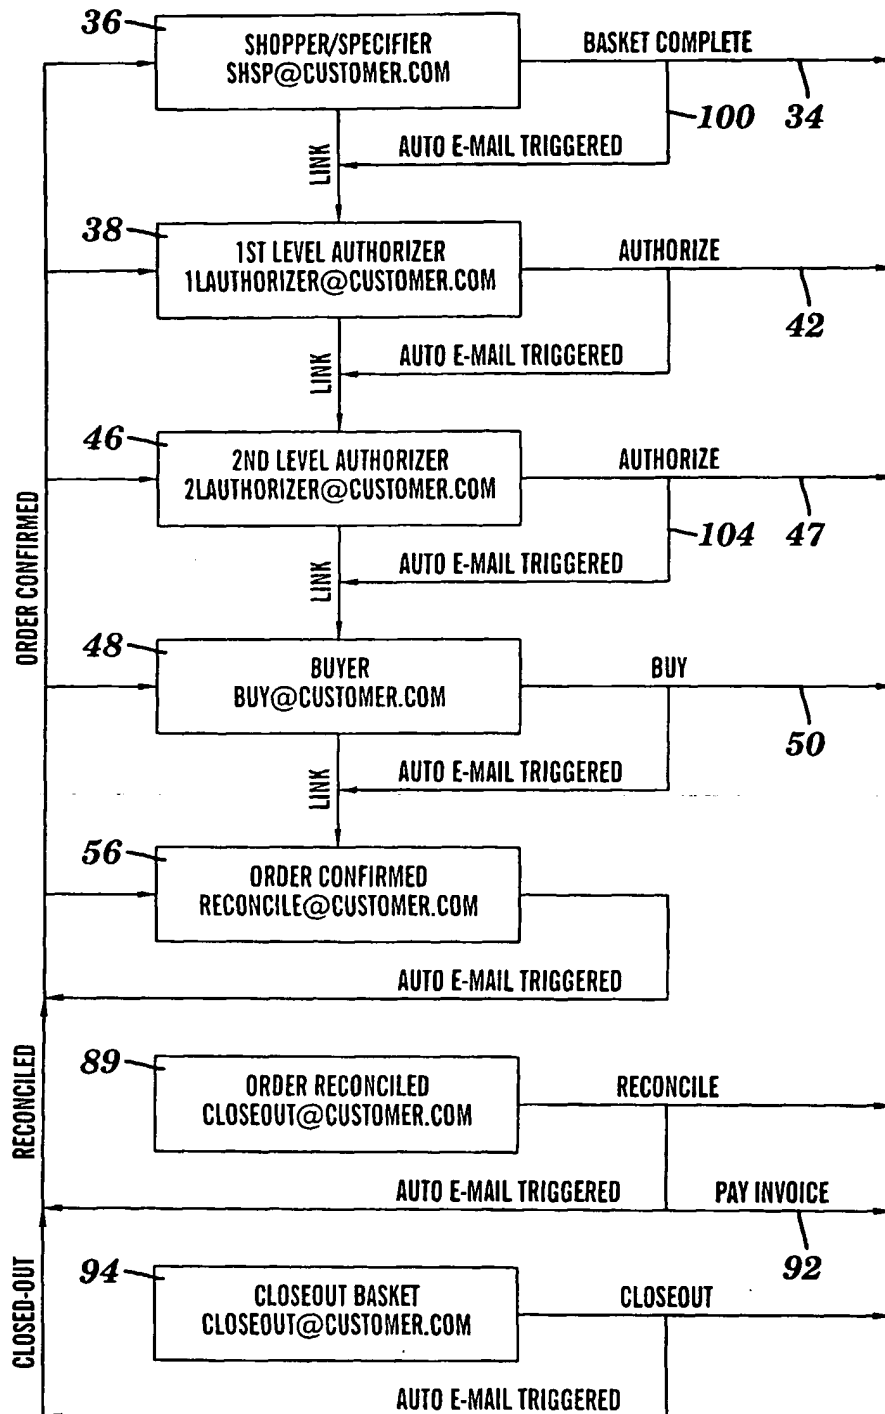 36
SHOPPER/SPECIFIER
SHSP@CUSTOMER.COM
BASKET COMPLETE
100
34
LINK
AUTO E-MAIL TRIGGERED
38
1ST LEVEL AUTHORIZER
1LAUTHORIZER@CUSTOMER.COM
AUTHORIZE
42
LINK
AUTO E-MAIL TRIGGERED
46
2ND LEVEL AUTHORIZER
2LAUTHORIZER@CUSTOMER.COM
AUTHORIZE
104
47
LINK
AUTO E-MAIL TRIGGERED
ORDER CONFIRMED
48
BUYER
BUY@CUSTOMER.COM
BUY
50
LINK
AUTO E-MAIL TRIGGERED
56
ORDER CONFIRMED
RECONCILE@CUSTOMER.COM
AUTO E-MAIL TRIGGERED
RECONCILED
89
ORDER RECONCILED
CLOSEOUT@CUSTOMER.COM
RECONCILE
AUTO E-MAIL TRIGGERED
PAY INVOICE
92
CLOSED-OUT
94
CLOSEOUT BASKET
CLOSEOUT@CUSTOMER.COM
CLOSEOUT
AUTO E-MAIL TRIGGERED